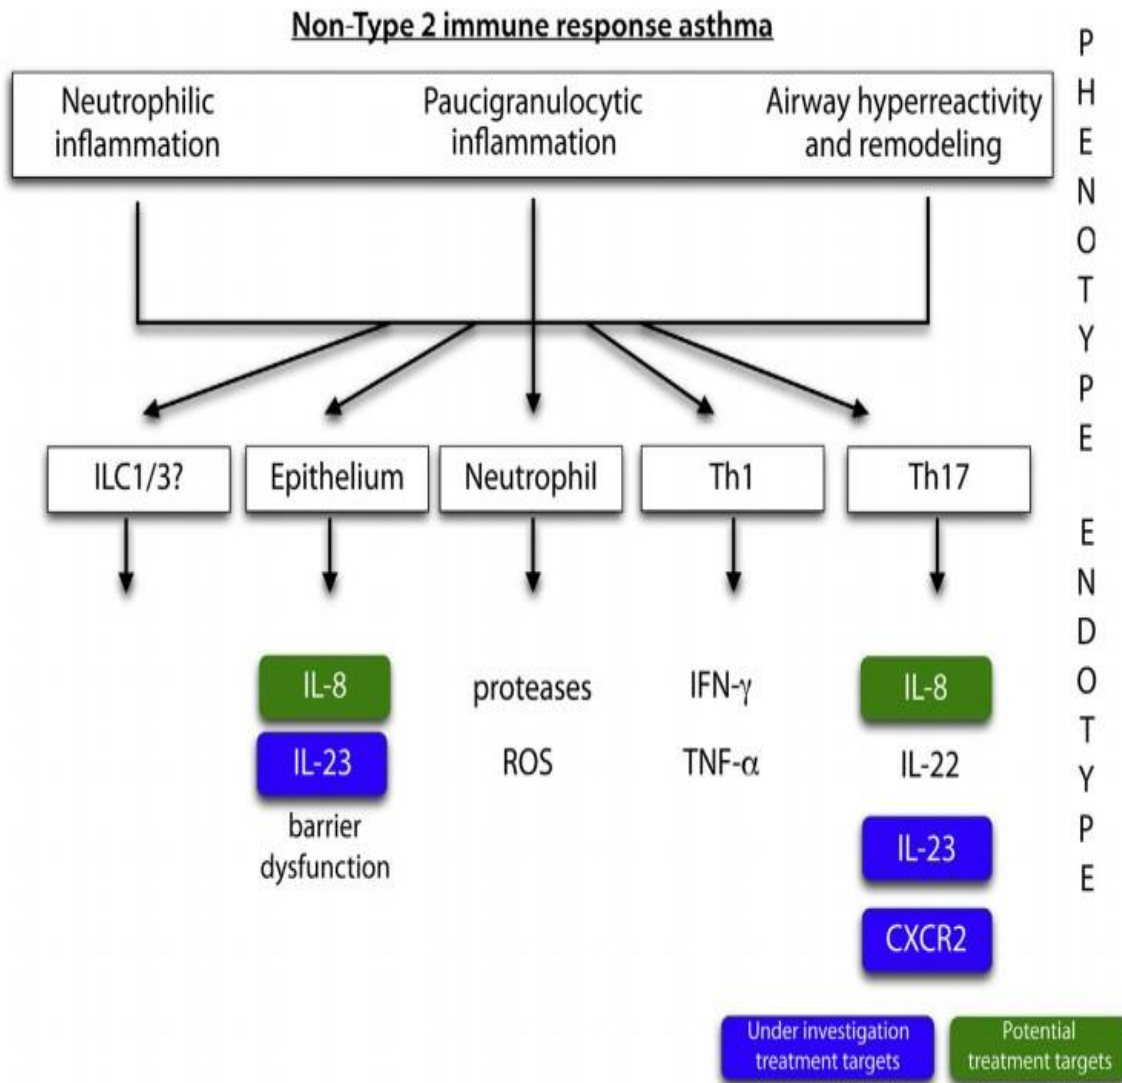 Non-Type 2 immune response asthma
Neutrophilic
inflammation
Paucigranulocytic
inflammation
Airway hyperreactivity
and remodeling
PHENOTYPE
ILC1/3?
Epithelium
Neutrophil
Th1
Th17
IL-8
IL-23
barrier
dysfunction
proteases
ROS
IFN-γ
TNF-α
IL-8
IL-22
IL-23
CXCR2
ENDOTYPE
Under investigation
treatment targets
Potential
treatment targets